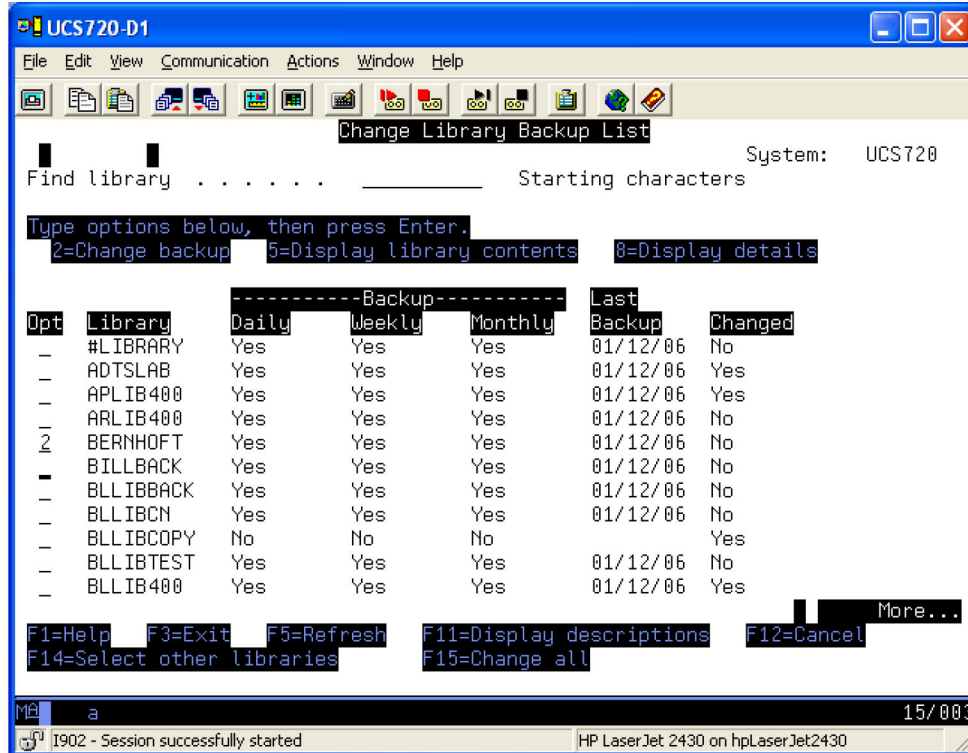 UCS720-D1
File Edit View Communication Actions Window Help
Change Library Backup List
System: UCS720
Find library . . . . . . __________ Starting characters
Type options below, then press Enter.
2=Change backup 5=Display library contents 8=Display details
-----------Backup----------- Last
Opt Library Daily Weekly Monthly Backup Changed
_ #LIBRARY Yes Yes Yes 01/12/06 No
_ ADTSLAB Yes Yes Yes 01/12/06 Yes
_ APLIB400 Yes Yes Yes 01/12/06 Yes
_ ARLIB400 Yes Yes Yes 01/12/06 No
2 BERNHOFT Yes Yes Yes 01/12/06 No
_ BILLBACK Yes Yes Yes 01/12/06 No
_ BLLIBBACK Yes Yes Yes 01/12/06 No
_ BLLIBCN Yes Yes Yes 01/12/06 No
_ BLLIBCOPY No No No Yes
_ BLLIBTEST Yes Yes Yes 01/12/06 No
_ BLLIB400 Yes Yes Yes 01/12/06 Yes
More...
F1=Help F3=Exit F5=Refresh F11=Display descriptions F12=Cancel
F14=Select other libraries F15=Change all
MA a 15/003
I902 - Session successfully started HP LaserJet 2430 on hpLaserJet2430